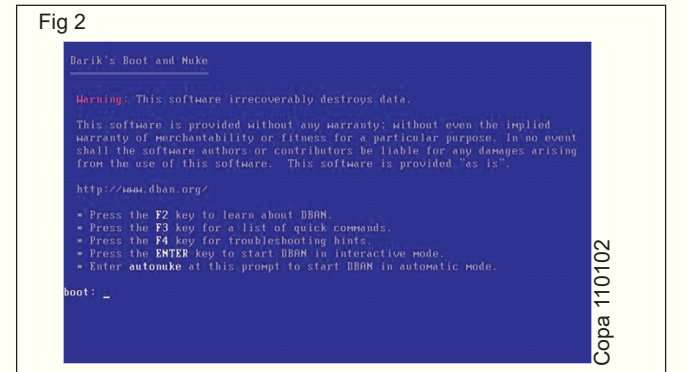 Fig 2
Darik's Boot and Nuke
Warning: This software irrecoverably destroys data.
This software is provided without any warranty; without even the implied
warranty of merchantability or fitness for a particular purpose. In no event
shall the software authors or contributors be liable for any damages arising
from the use of this software.  This software is provided "as is".
http://www.dban.org/
* Press the F2 key to learn about DBAN.
* Press the F3 key for a list of quick commands.
* Press the F4 key for troubleshooting hints.
* Press the ENTER key to start DBAN in interactive mode.
* Enter autonuke at this prompt to start DBAN in automatic mode.
boot: _
Copa 110102